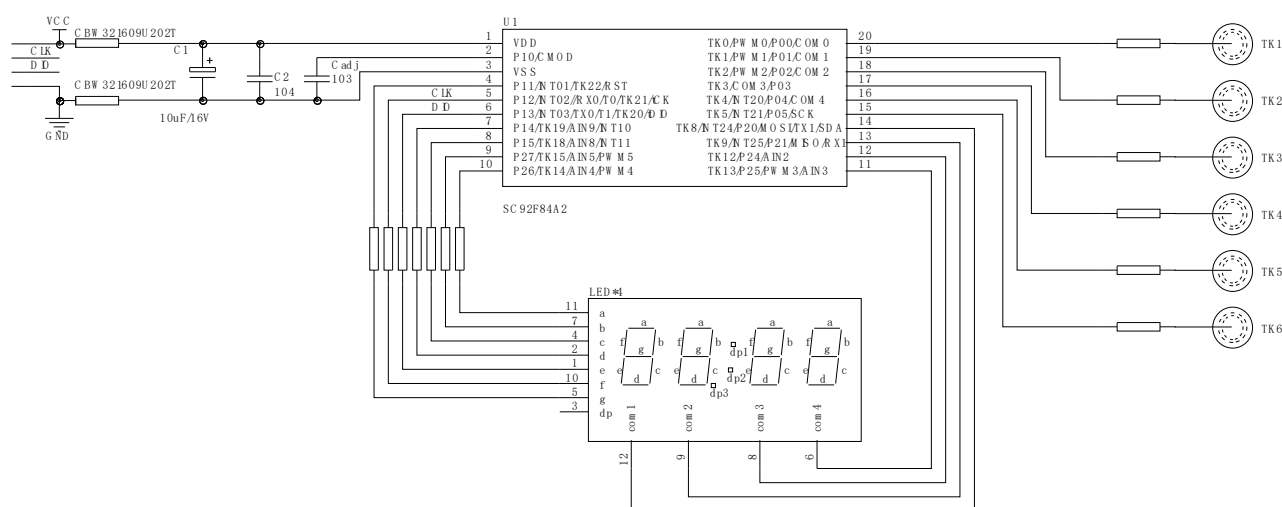 VCC
CBW321609U202T
CLK
DIO
CBW321609U202T
GND
C1
+
10uF/16V
C2
104
Cadj
103
U1
1 VDD
2 P10/CMOD
3 VSS
4 P11/INT01/TK22/RST
5 P12/INT02/RX0/T0/TK21/tCK
6 P13/INT03/TX0/T1/TK20/tDIO
7 P14/TK19/AIN9/INT10
8 P15/TK18/AIN8/INT11
9 P27/TK15/AIN5/PWM5
10 P26/TK14/AIN4/PWM4
CLK
DIO
TK0/PWM0/P00/COM0 20
TK1/PWM1/P01/COM1 19
TK2/PWM2/P02/COM2 18
TK3/COM3/P03 17
TK4/INT20/P04/COM4 16
TK5/INT21/P05/SCK 15
TK8/INT24/P20/MOSI/TX1/SDA 14
TK9/INT25/P21/MISO/RX1 13
TK12/P24/AIN2 12
TK13/P25/PWM3/AIN3 11
SC92F84A2
TK1
TK2
TK3
TK4
TK5
TK6
LED*4
11 a
7 b
4 c
2 d
1 e
10 f
5 g
3 dp
a
f b
g
e c
d
a
f b
g
e c
d
dp1
dp2
dp3
a
f b
g
e c
d
a
f b
g
e c
d
com1
com2
com3
com4
12
9
8
6